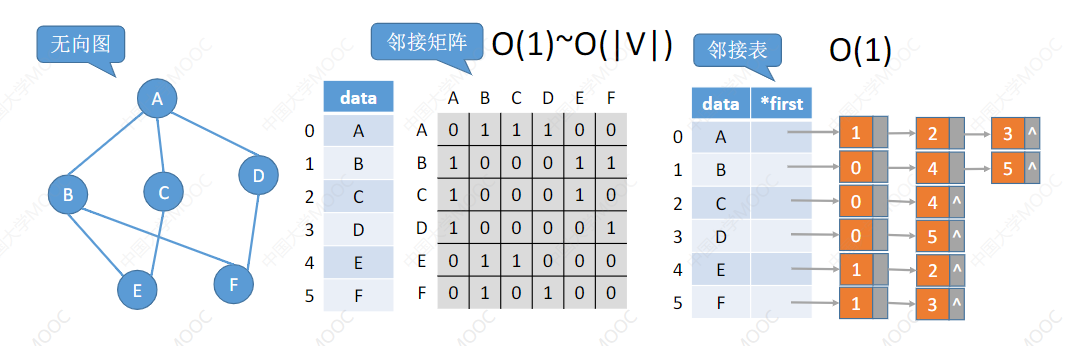 无向图
A
B
C
D
E
F
邻接矩阵
O(1)~O(|V|)
data
0 A
1 B
2 C
3 D
4 E
5 F
A B C D E F
A 0 1 1 1 0 0
B 1 0 0 0 1 1
C 1 0 0 0 1 0
D 1 0 0 0 0 1
E 0 1 1 0 0 0
F 0 1 0 1 0 0
邻接表
O(1)
data *first
0 A 1 2 3 ^
1 B 0 4 5 ^
2 C 0 4 ^
3 D 0 5 ^
4 E 1 2 ^
5 F 1 3 ^
中国大学MOOC